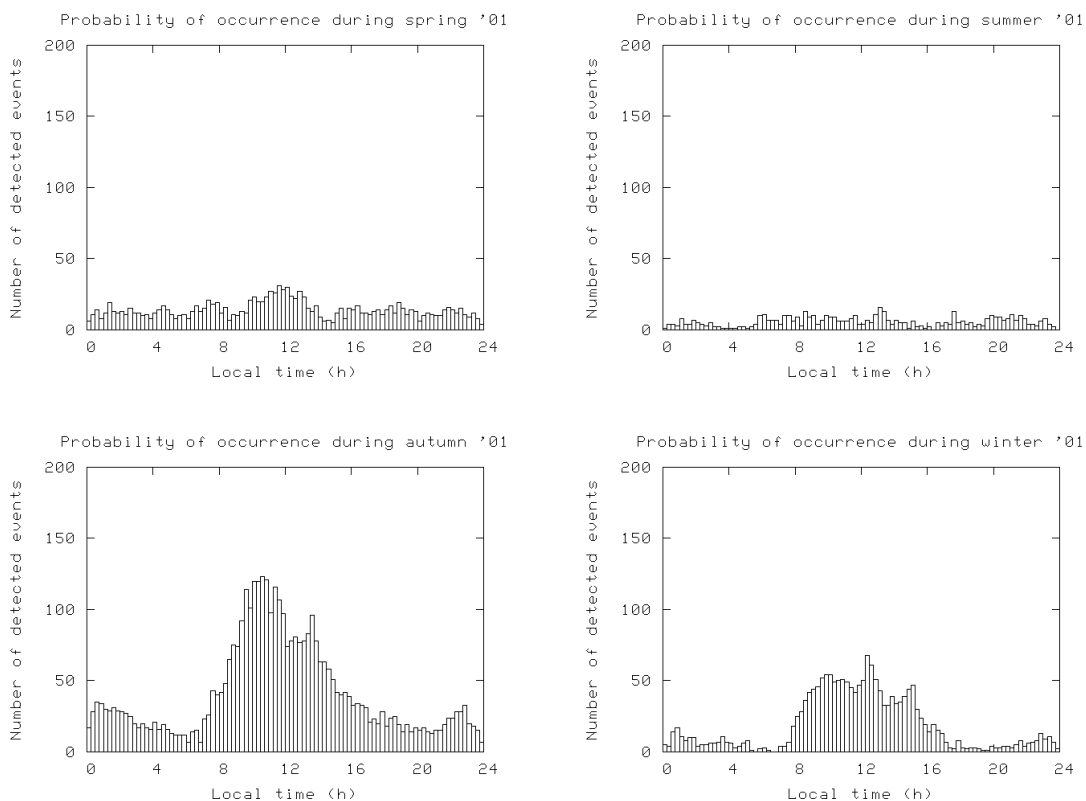 Probability of occurrence during spring '01
Number of detected events
200
150
100
50
0
0 4 8 12 16 20 24
Local time (h)
Probability of occurrence during summer '01
Number of detected events
200
150
100
50
0
0 4 8 12 16 20 24
Local time (h)
Probability of occurrence during autumn '01
Number of detected events
200
150
100
50
0
0 4 8 12 16 20 24
Local time (h)
Probability of occurrence during winter '01
Number of detected events
200
150
100
50
0
0 4 8 12 16 20 24
Local time (h)